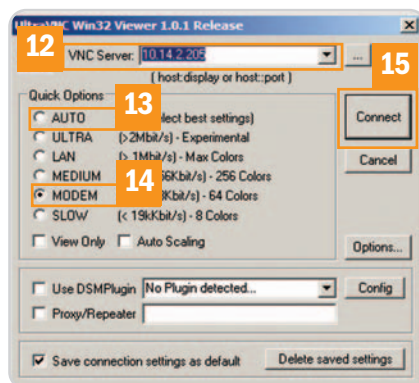 UltraVNC Win32 Viewer 1.0.1 Release
12
VNC Server: 10.14.2.205 ...
15
( host:display or host::port )
Quick Options
13
AUTO select best settings)
Connect
ULTRA (>2Mbit/s) - Experimental
LAN (> 1Mbit/s) - Max Colors
Cancel
MEDIUM 56Kbit/s) - 256 Colors
14
MODEM Kbit/s) - 64 Colors
SLOW (< 19kKbit/s) - 8 Colors
View Only Auto Scaling
Options...
Use DSMPlugin No Plugin detected... Config
Proxy/Repeater
Save connection settings as default Delete saved settings